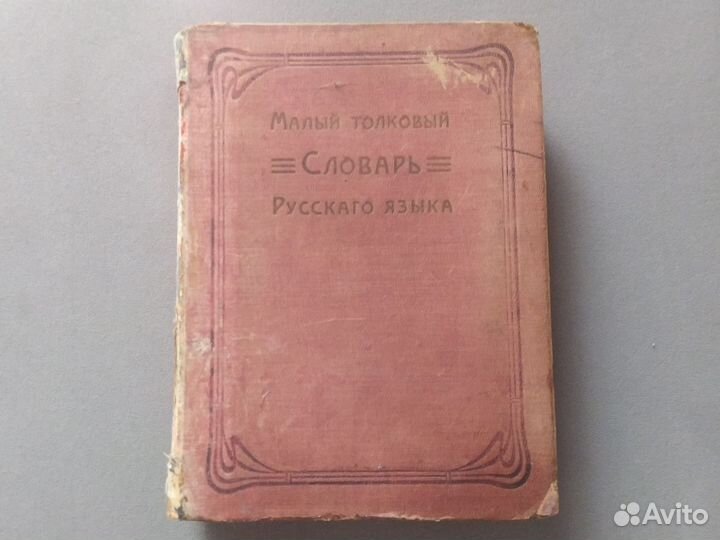 Малый толковый
Словарь
Русскаго языка
Avito